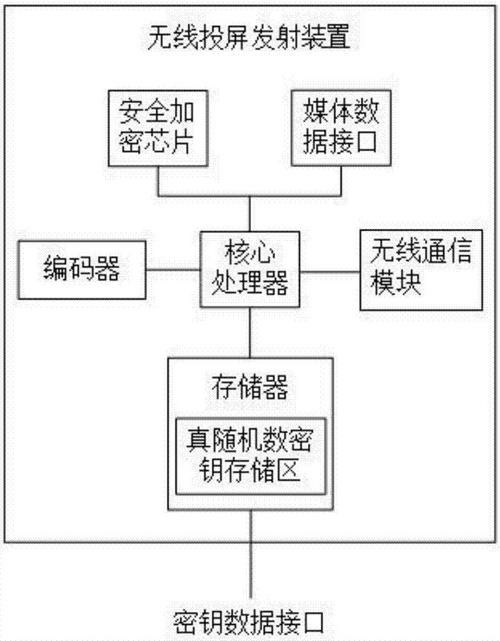 无线投屏发射装置
安全加
密芯片
媒体数
据接口
编码器
核心
处理器
无线通信
模块
存储器
真随机数密
钥存储区
密钥数据接口